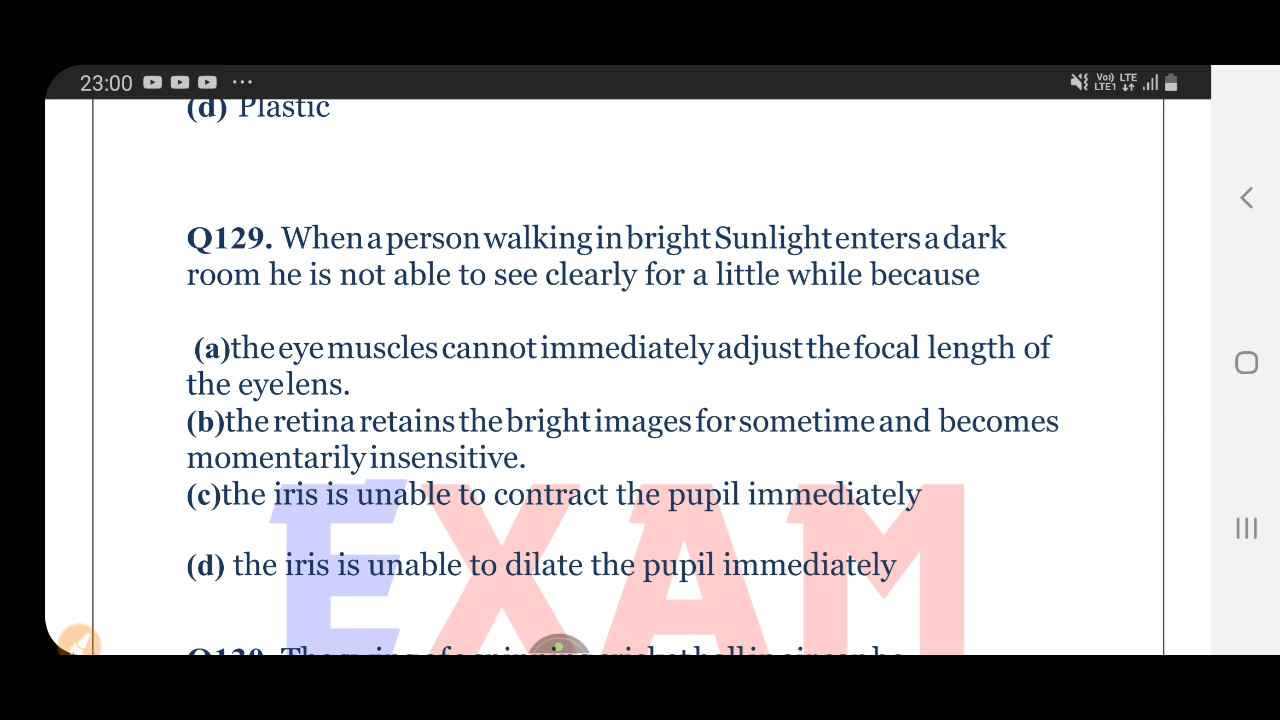 23:00
Vo) LTE
LTE1
(d) Plastic
Q129. When a person walking in bright Sunlight enters a dark
room he is not able to see clearly for a little while because
(a)the eye muscles cannot immediately adjust the focal length of
the eye lens.
(b)the retina retains the bright images for sometime and becomes
momentarily insensitive.
(c)the iris is unable to contract the pupil immediately
(d) the iris is unable to dilate the pupil immediately
EXAM